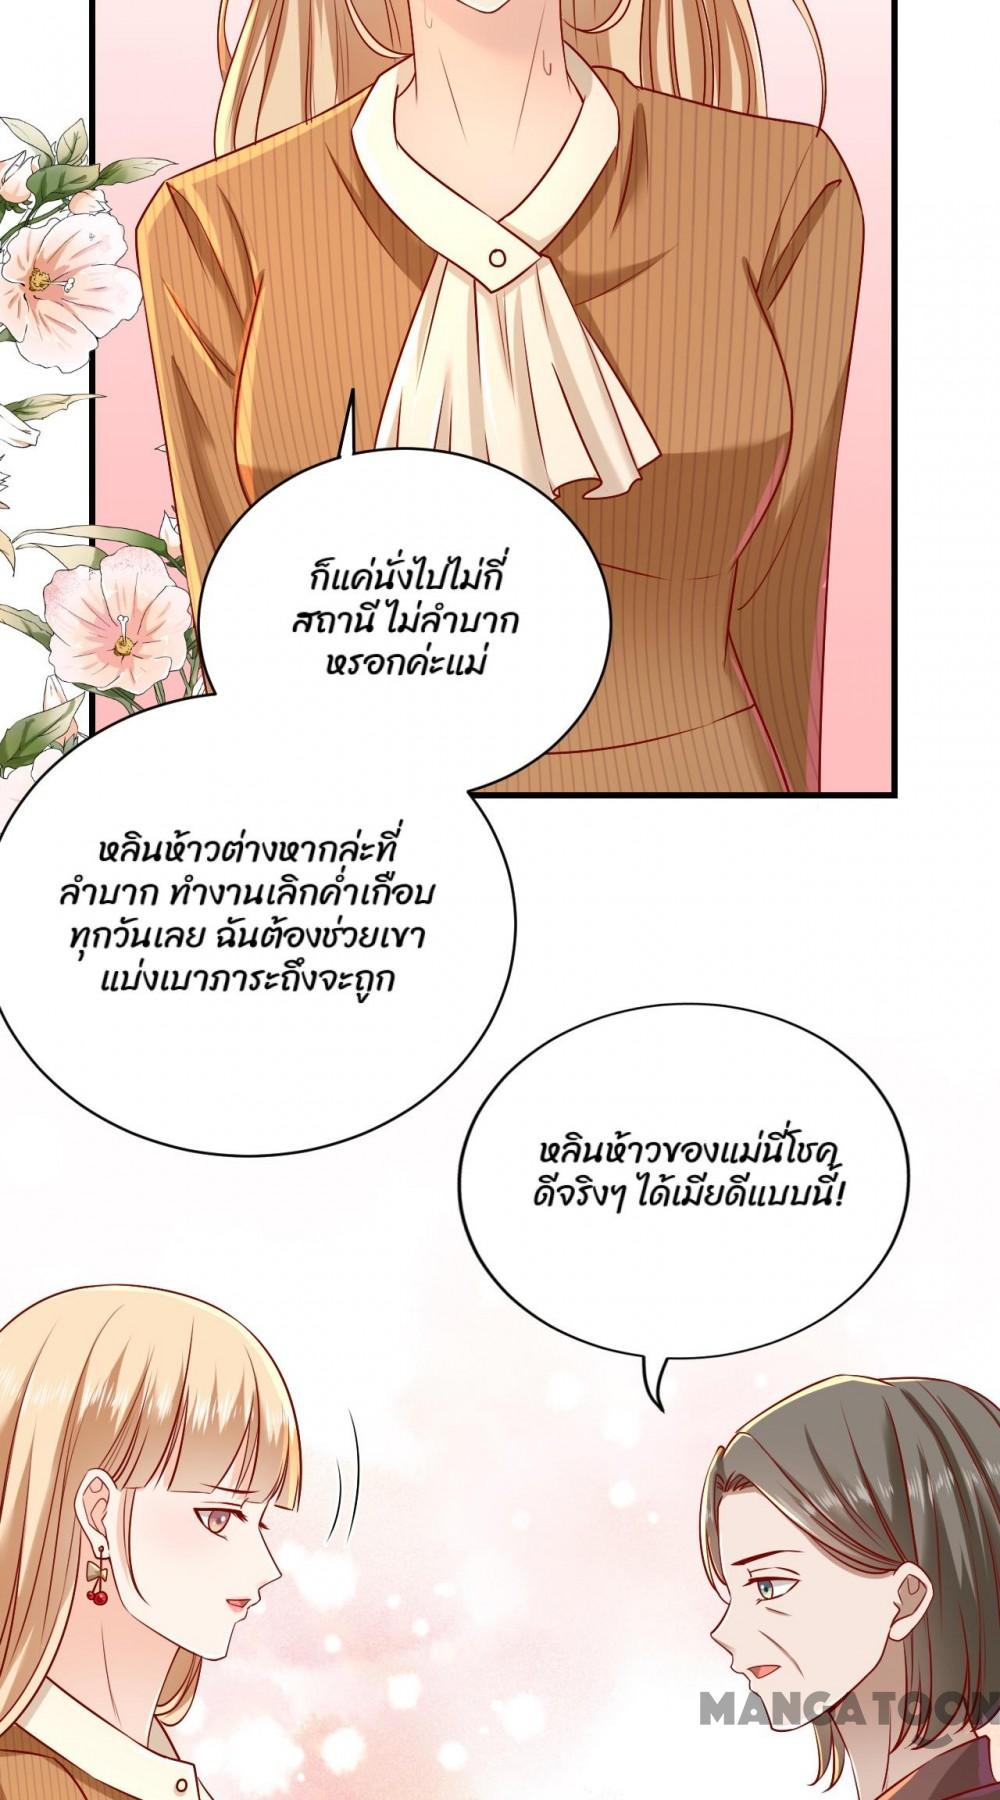 ก็แค่นั่งไปไม่กี่
สถานี ไม่ลำบาก
หรอกค่ะแม่
หลินห้าวต่างหากล่ะที่
ลำบาก ทำงานเลิกค่ำเกือบ
ทุกวันเลย ฉันต้องช่วยเขา
แบ่งเบาภาระถึงจะถูก
หลินห้าวของแม่นี่โชค
ดีจริงๆ ได้เมียดีแบบนี้!
MANGATOON